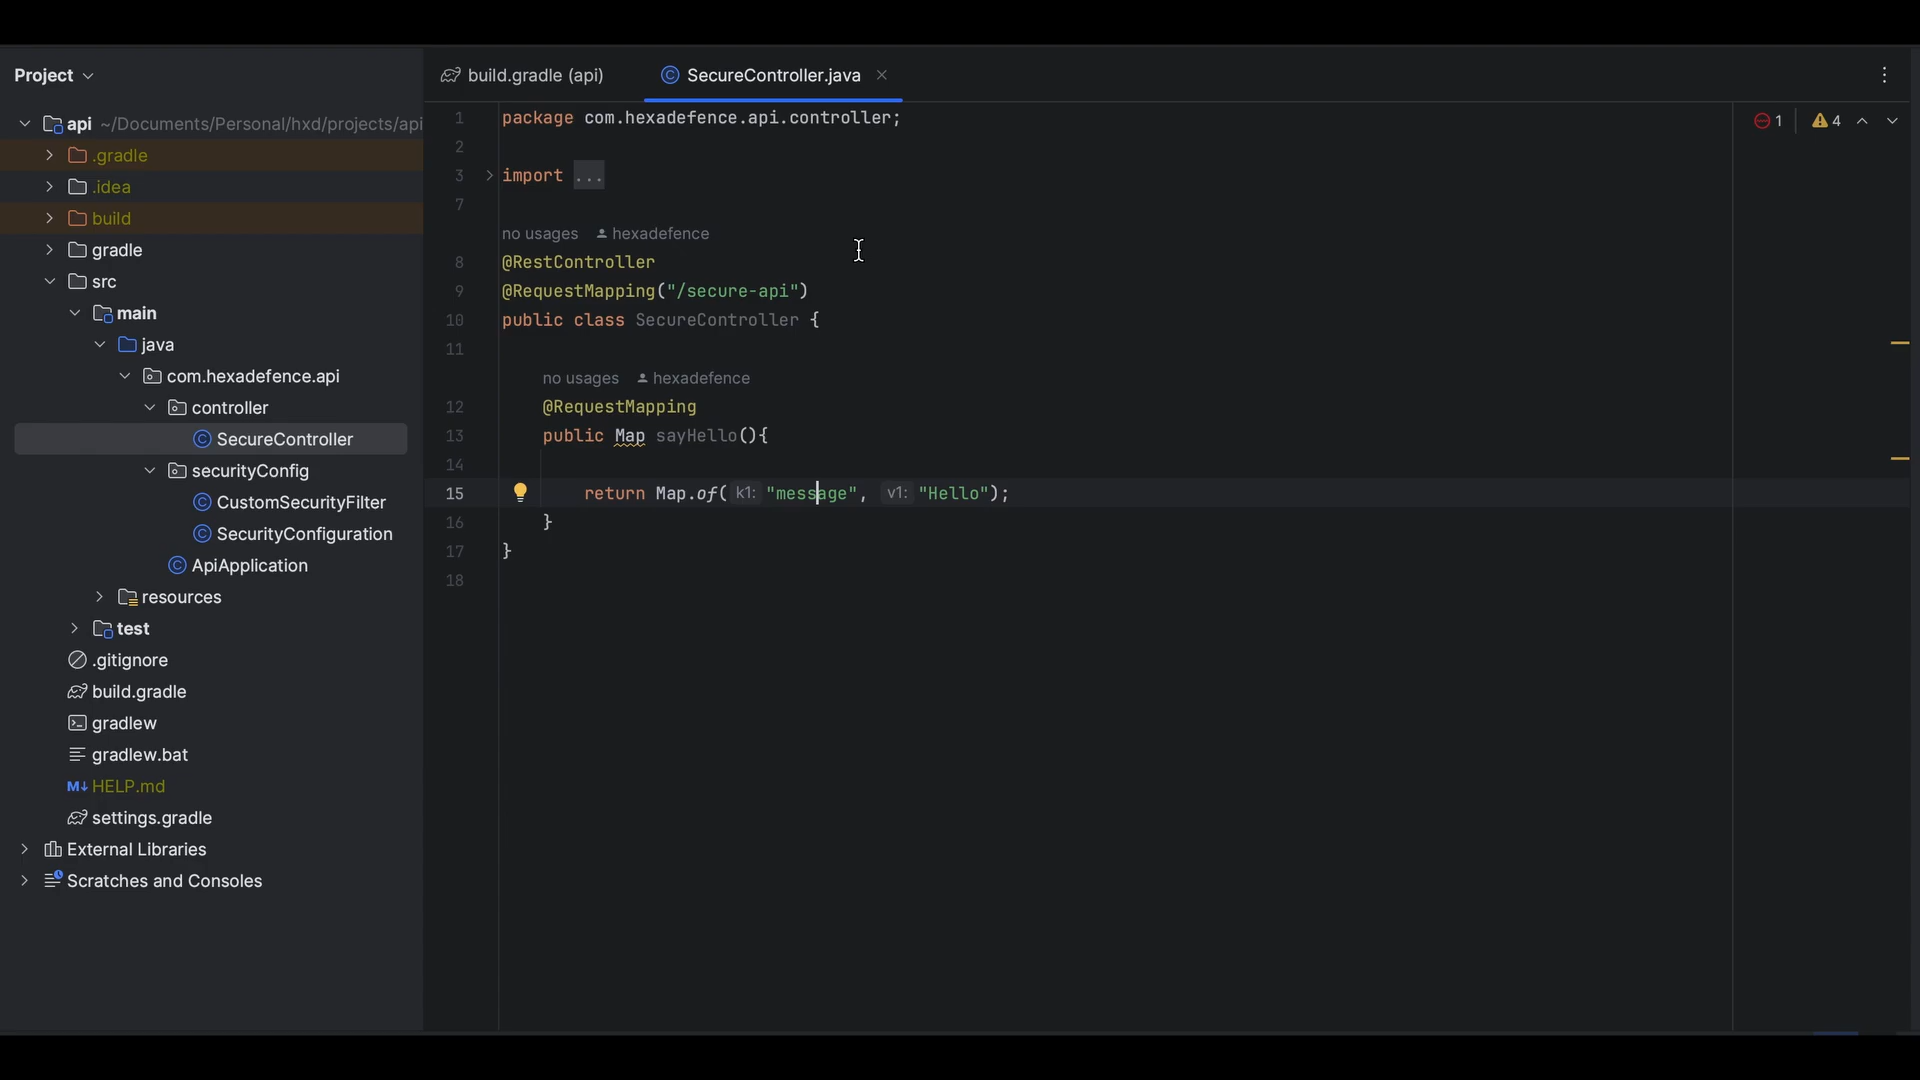 Project
build.gradle (api)
SecureController.java
api ~/Documents/Personal/hxd/projects/api
.gradle
.idea
build
gradle
src
main
java
com.hexadefence.api
controller
SecureController
securityConfig
CustomSecurityFilter
SecurityConfiguration
ApiApplication
resources
test
.gitignore
build.gradle
gradlew
gradlew.bat
M↓ HELP.md
settings.gradle
External Libraries
Scratches and Consoles
1 package com.hexadefence.api.controller;
2
3 import ...
7
no usages hexadefence
8 @RestController
9 @RequestMapping("/secure-api")
10 public class SecureController {
11
no usages hexadefence
12 @RequestMapping
13 public Map sayHello(){
14
15 return Map.of( k1: "message", v1: "Hello");
16 }
17 }
18
1 4